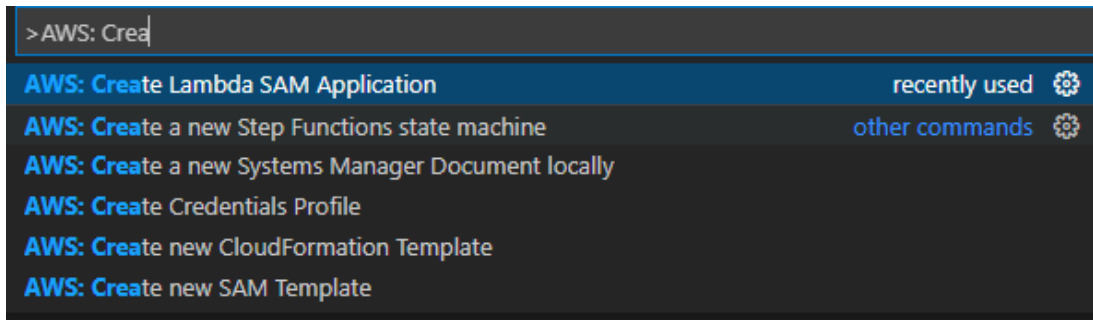 >AWS: Crea
AWS: Create Lambda SAM Application recently used
AWS: Create a new Step Functions state machine other commands
AWS: Create a new Systems Manager Document locally
AWS: Create Credentials Profile
AWS: Create new CloudFormation Template
AWS: Create new SAM Template